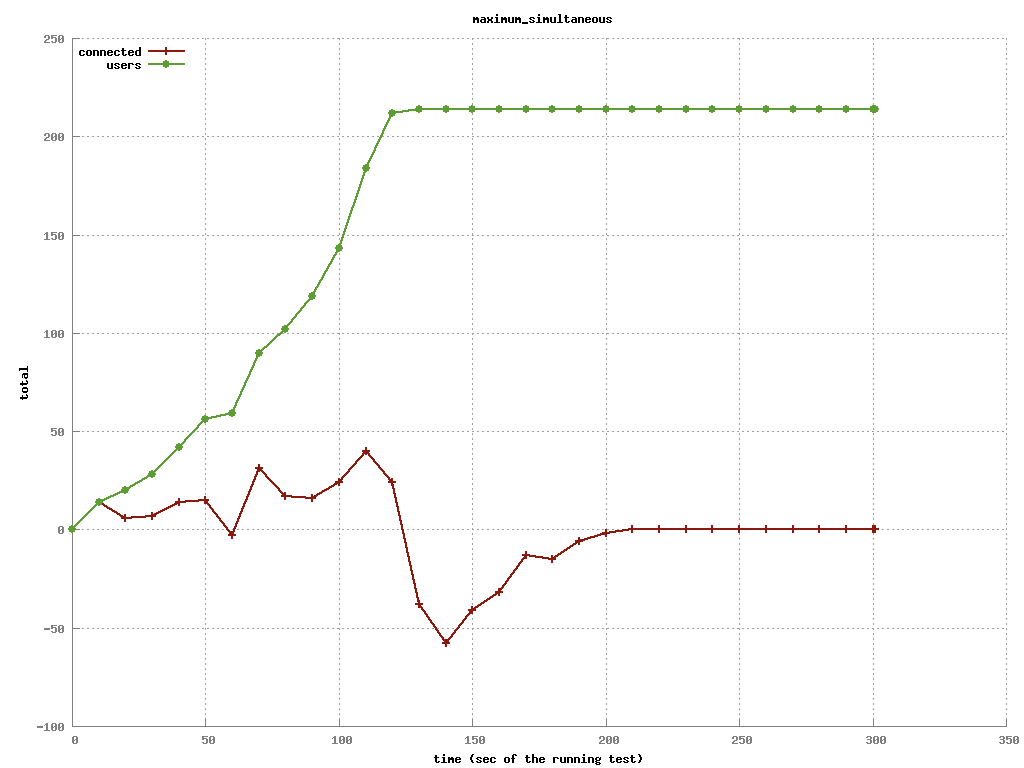 maximum_simultaneous
250
connected
users
200
150
100
total
50
0
-50
-100
0 50 100 150 200 250 300 350
time (sec of the running test)